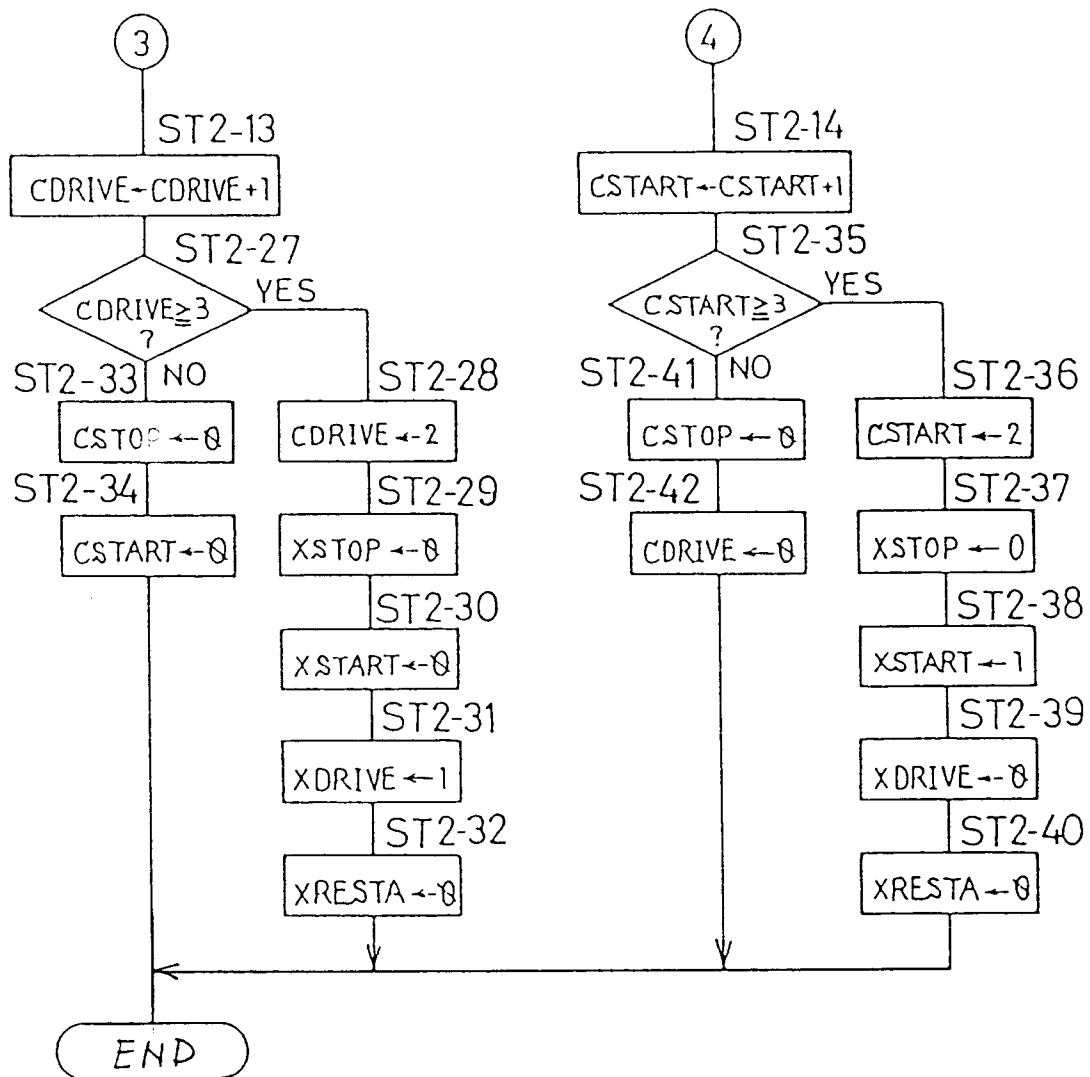 3
ST2-13
CDRIVE←CDRIVE+1
ST2-27
CDRIVE≧3
?
YES
NO
ST2-33
CSTOP←0
ST2-34
CSTART←0
ST2-28
CDRIVE←2
ST2-29
XSTOP←0
ST2-30
XSTART←0
ST2-31
XDRIVE←1
ST2-32
XRESTA←0
4
ST2-14
CSTART←CSTART+1
ST2-35
CSTART≧3
?
YES
NO
ST2-41
CSTOP←0
ST2-42
CDRIVE←0
ST2-36
CSTART←2
ST2-37
XSTOP←0
ST2-38
XSTART←1
ST2-39
XDRIVE←0
ST2-40
XRESTA←0
END